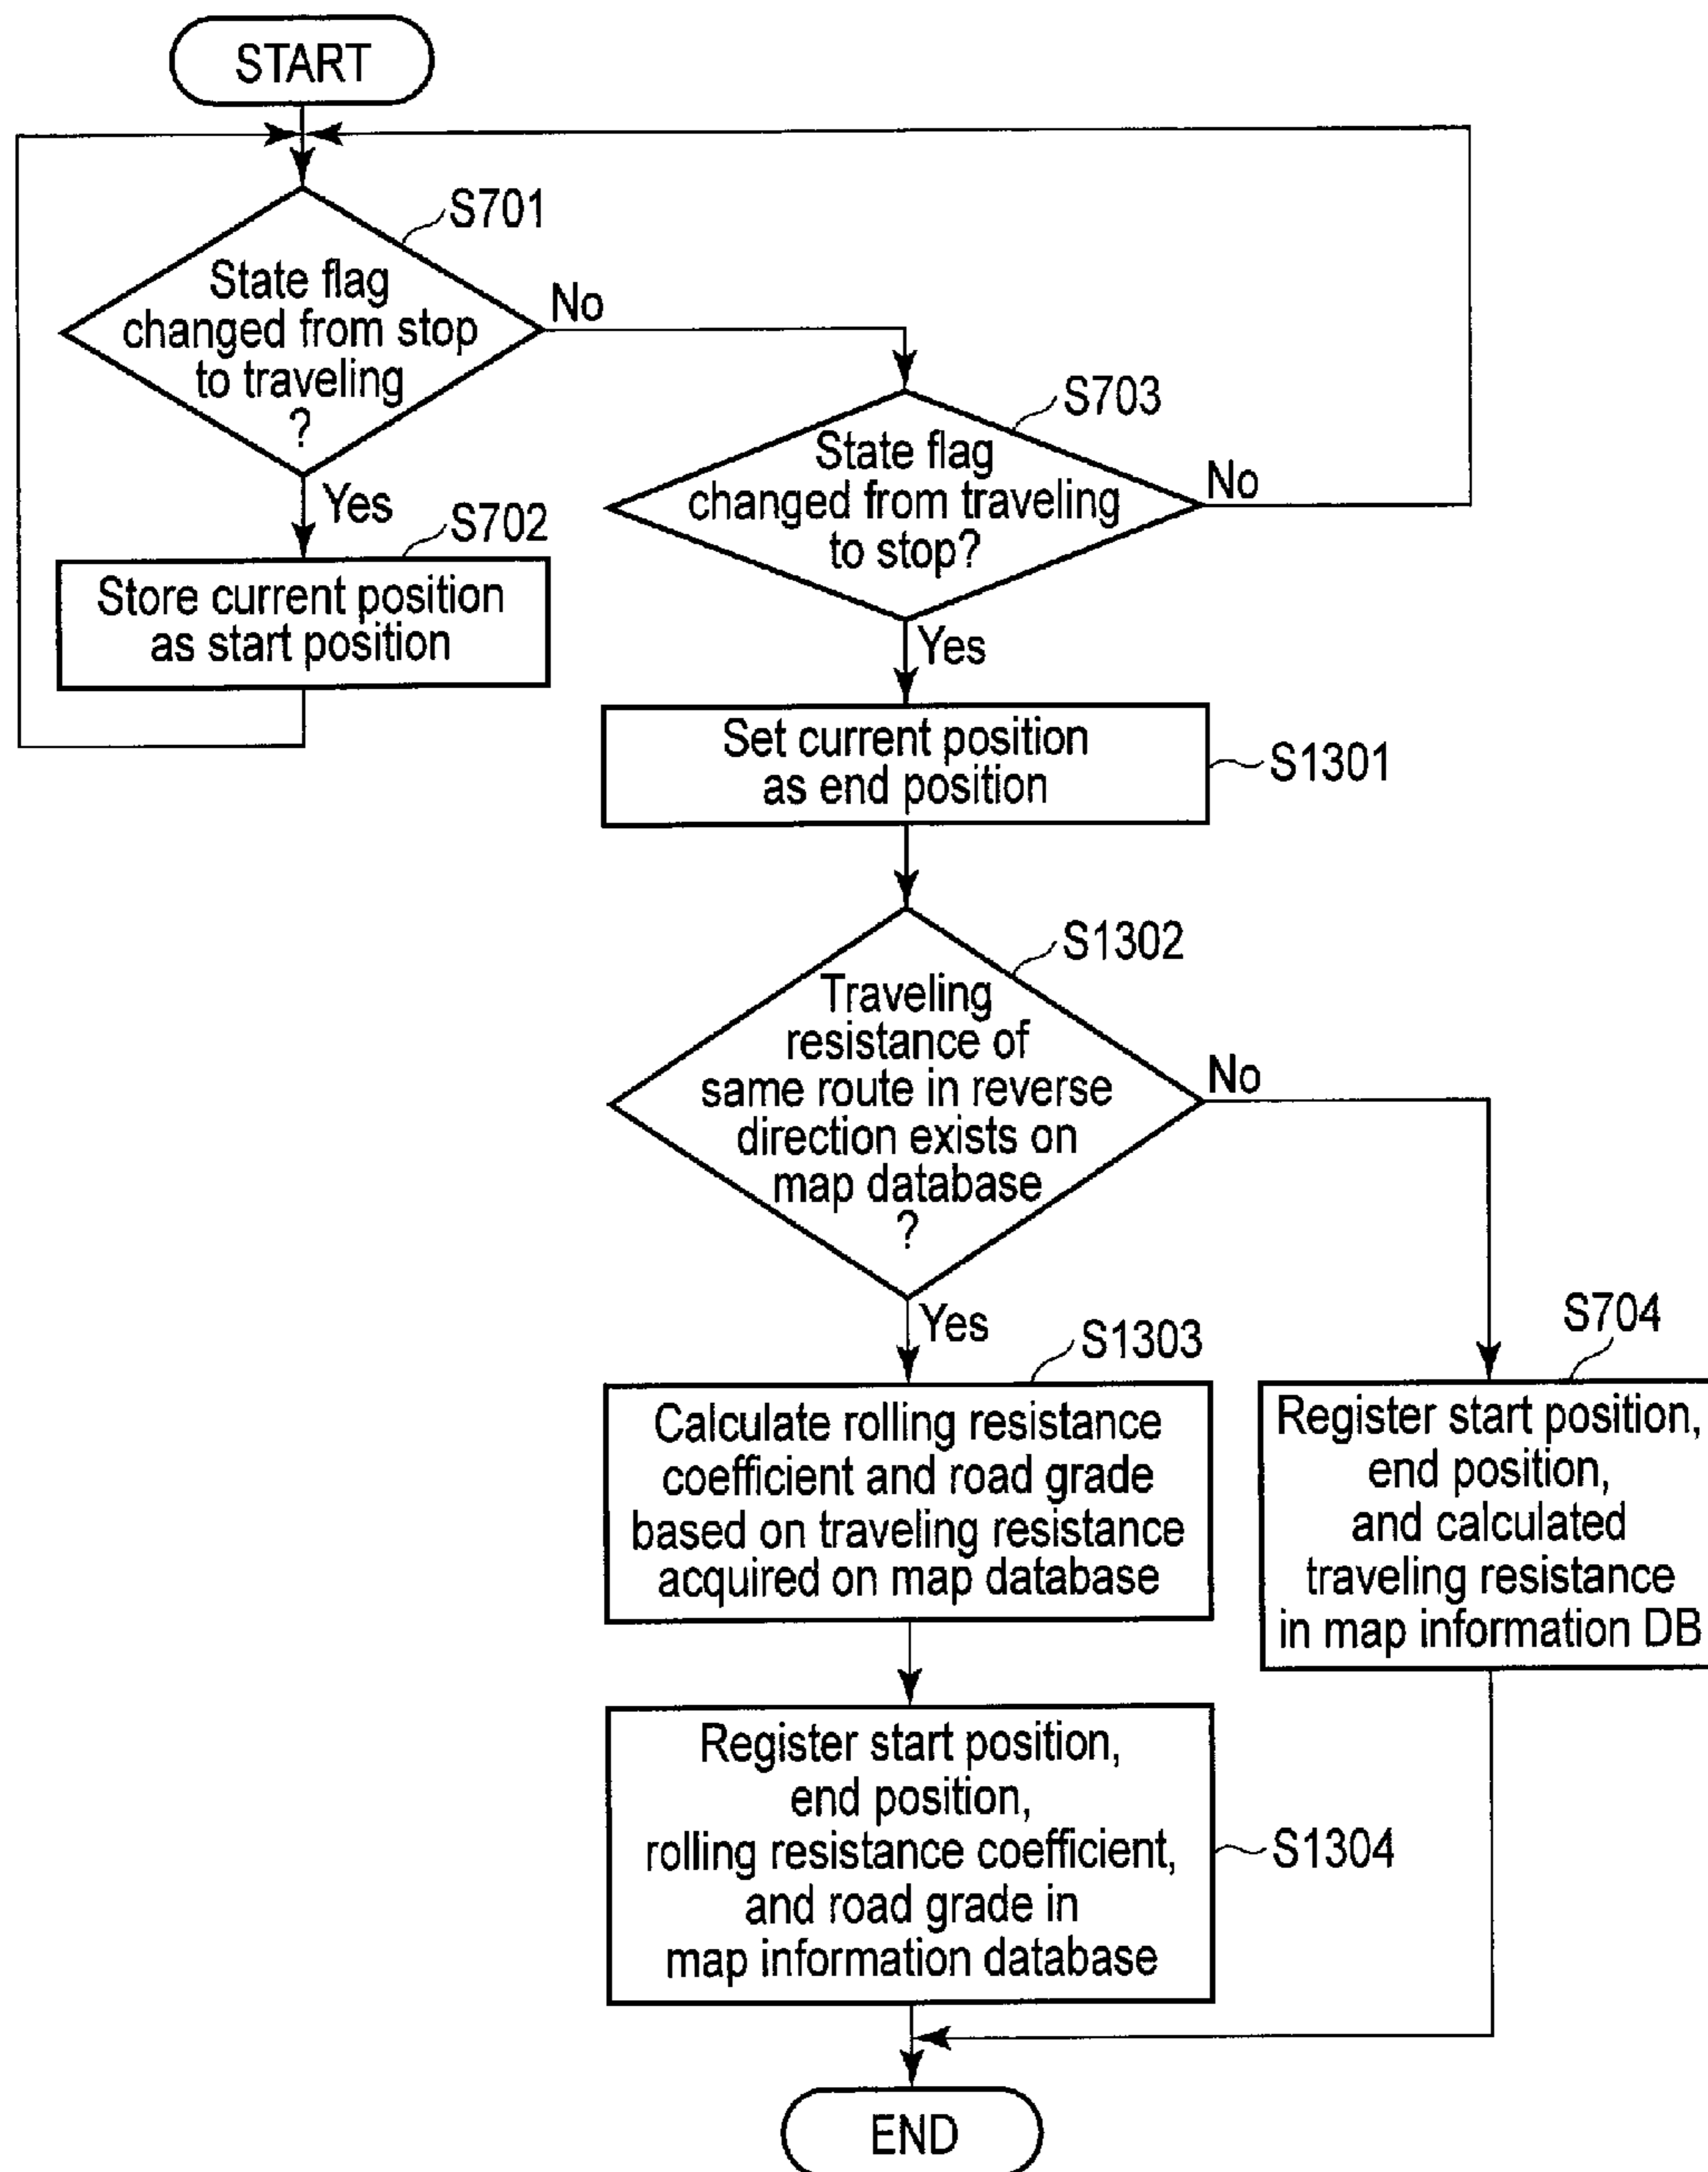 START
S701
State flag
changed from stop
to traveling
?
No
Yes
S702
Store current position
as start position
S703
State flag
changed from traveling
to stop?
No
Yes
Set current position
as end position
S1301
S1302
Traveling
resistance of
same route in reverse
direction exists on
map database
?
No
Yes
S1303
Calculate rolling resistance
coefficient and road grade
based on traveling resistance
acquired on map database
S704
Register start position,
end position,
and calculated
traveling resistance
in map information DB
Register start position,
end position,
rolling resistance coefficient,
and road grade in
map information database
S1304
END